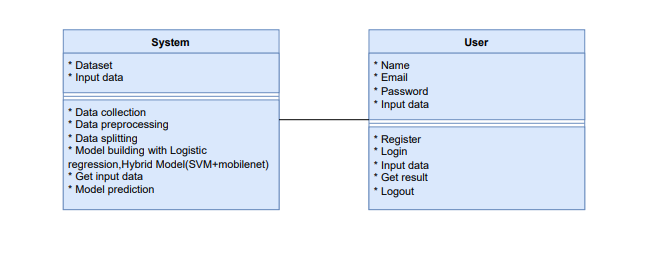 System
* Dataset
* Input data
* Data collection
* Data preprocessing
* Data splitting
* Model building with Logistic
regression,Hybrid Model(SVM+mobilenet)
* Get input data
* Model prediction
User
* Name
* Email
* Password
* Input data
* Register
* Login
* Input data
* Get result
* Logout